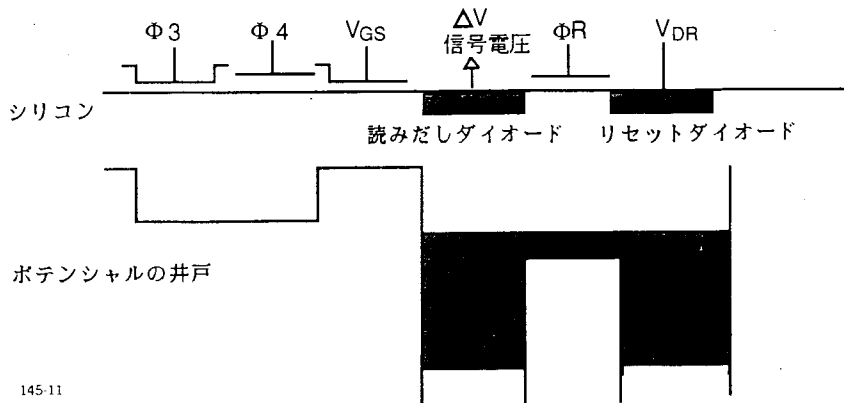 Φ3
Φ4
VGS
ΔV
信号電圧
ΦR
VDR
シリコン
読みだしダイオード
リセットダイオード
ポテンシャルの井戸
145-11